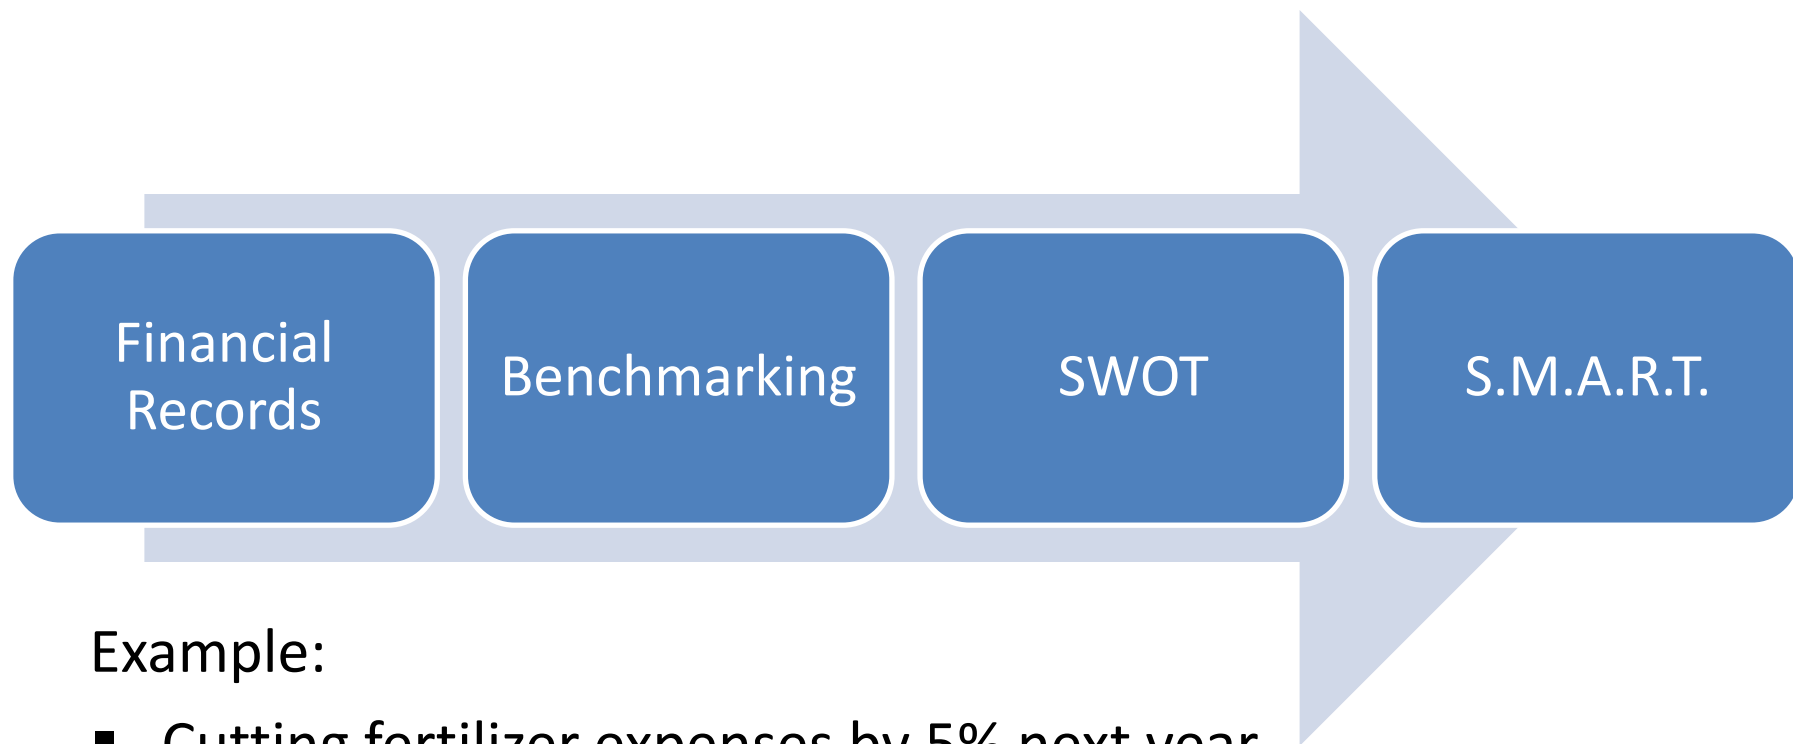 Financial
Records
Benchmarking
SWOT
S.M.A.R.T.
Example:
▪ Cutting fertilizer expenses by 5% next year